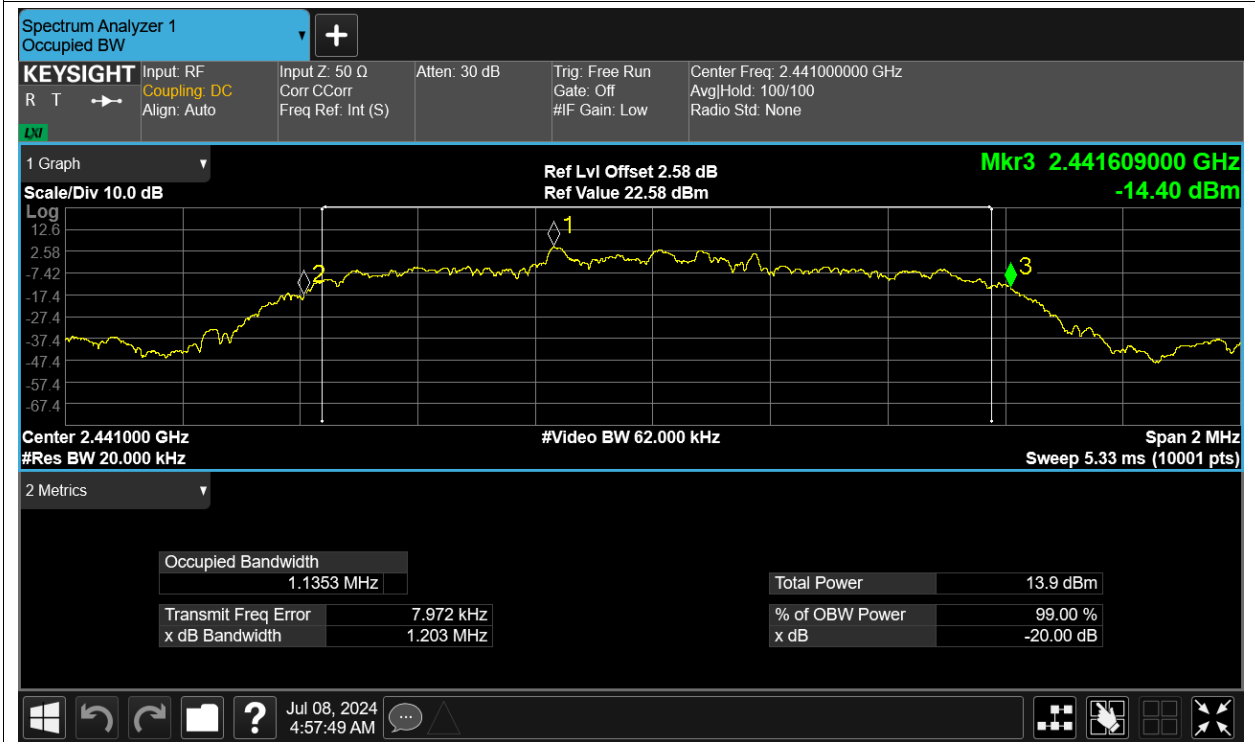 Spectrum Analyzer 1
Occupied BW
KEYSIGHT
R T
LXI
Input: RF
Coupling: DC
Align: Auto
Input Z: 50 Ω
Corr CCorr
Freq Ref: Int (S)
Atten: 30 dB
Trig: Free Run
Gate: Off
#IF Gain: Low
Center Freq: 2.441000000 GHz
Avg|Hold: 100/100
Radio Std: None
1 Graph
Scale/Div 10.0 dB
Ref Lvl Offset 2.58 dB
Ref Value 22.58 dBm
Mkr3 2.441609000 GHz
-14.40 dBm
Log
12.6
2.58
-7.42
-17.4
-27.4
-37.4
-47.4
-57.4
-67.4
1
2
3
Center 2.441000 GHz
#Video BW 62.000 kHz
Span 2 MHz
#Res BW 20.000 kHz
Sweep 5.33 ms (10001 pts)
2 Metrics
Occupied Bandwidth
1.1353 MHz
Transmit Freq Error 7.972 kHz
x dB Bandwidth 1.203 MHz
Total Power 13.9 dBm
% of OBW Power 99.00 %
x dB -20.00 dB
?
Jul 08, 2024
4:57:49 AM